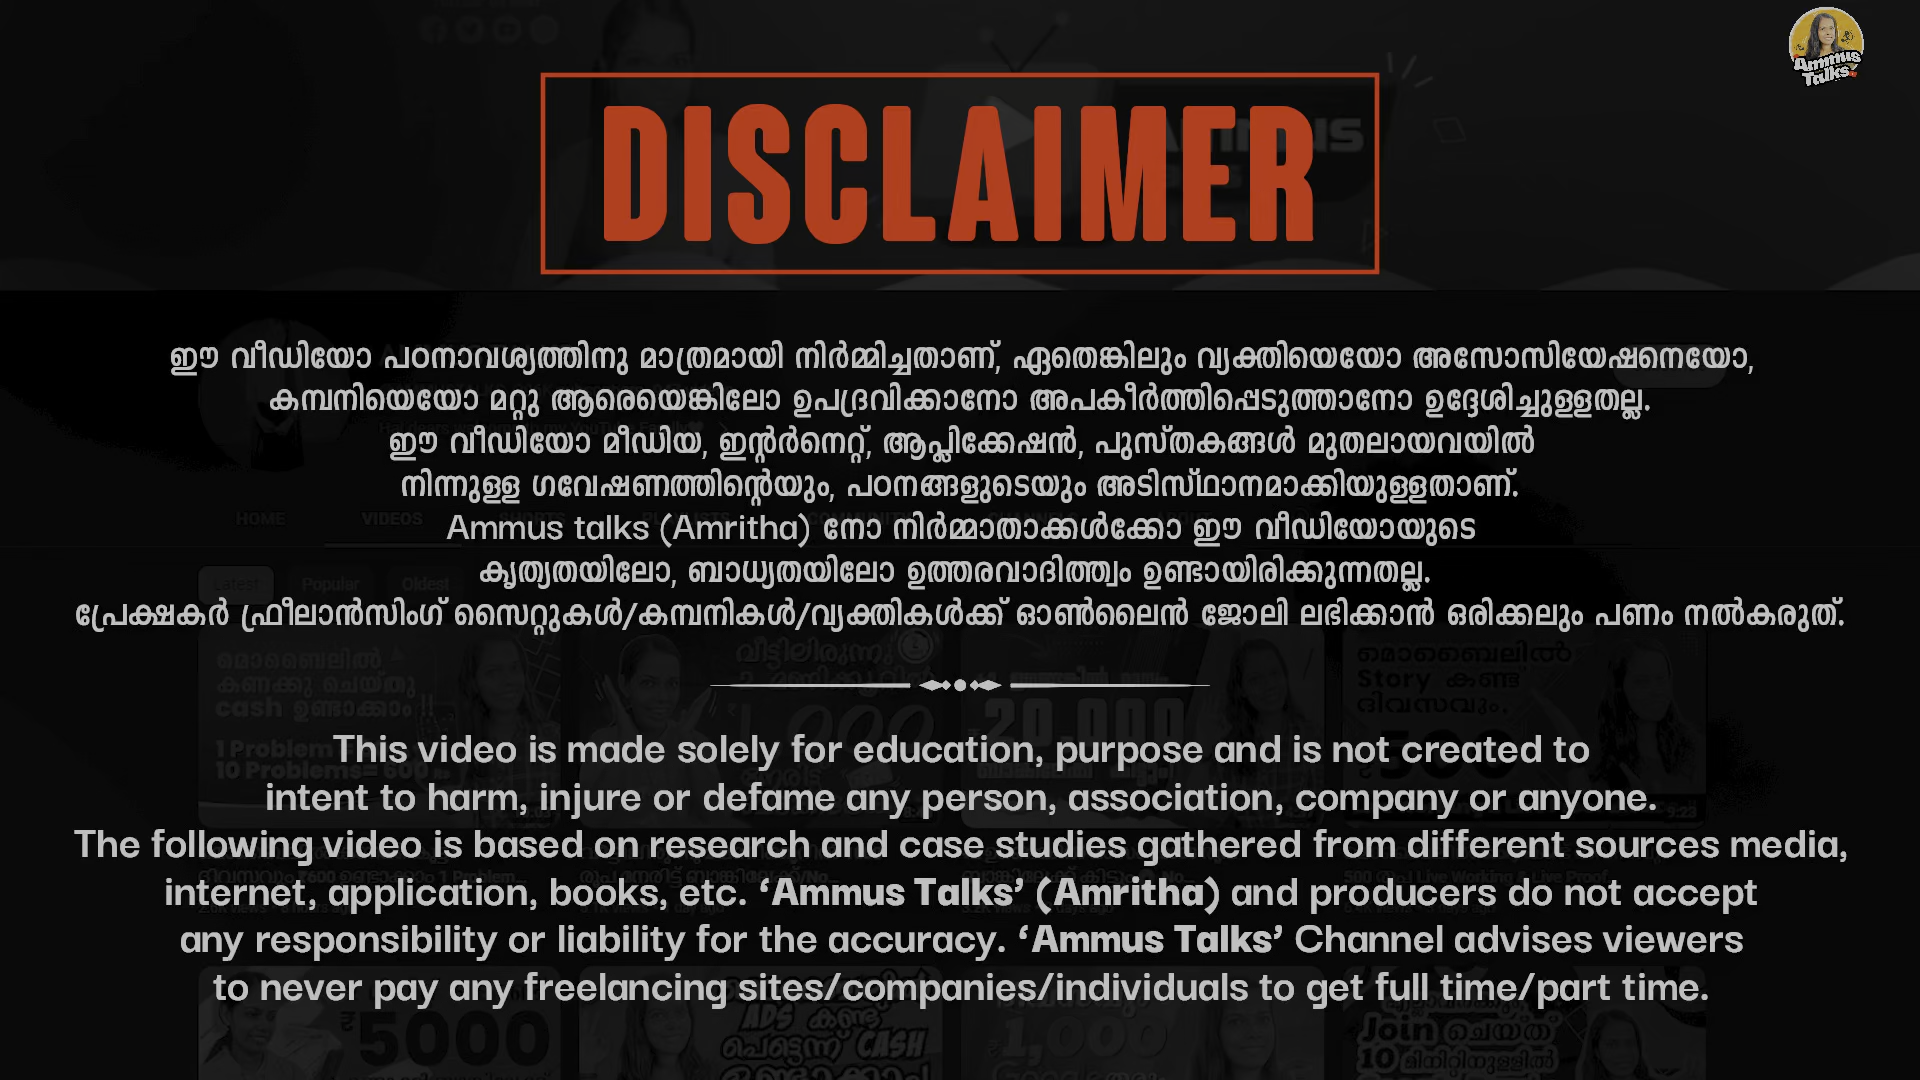 Ammus
Talks
DISCLAIMER
ഈ വീഡിയോ പഠനാവശ്യത്തിനു മാത്രമായി നിർമ്മിച്ചതാണ്, ഏതെങ്കിലും വ്യക്തിയെയോ അസോസിയേഷനെയോ,
കമ്പനിയെയോ മറ്റു ആരെയെങ്കിലോ ഉപദ്രവിക്കാനോ അപകീർത്തിപ്പെടുത്താനോ ഉദ്ദേശിച്ചുള്ളതല്ല.
ഈ വീഡിയോ മീഡിയ, ഇന്റർനെറ്റ്, ആപ്ലിക്കേഷൻ, പുസ്തകങ്ങൾ മുതലായവയിൽ
നിന്നുള്ള ഗവേഷണത്തിന്റെയും, പഠനങ്ങളുടെയും അടിസ്ഥാനമാക്കിയുള്ളതാണ്.
Ammus talks (Amritha) നോ നിർമ്മാതാക്കൾക്കോ ഈ വീഡിയോയുടെ
കൃത്യതയിലോ, ബാധ്യതയിലോ ഉത്തരവാദിത്ത്വം ഉണ്ടായിരിക്കുന്നതല്ല.
പ്രേക്ഷകർ ഫ്രീലാൻസിംഗ് സൈറ്റുകൾ/കമ്പനികൾ/വ്യക്തികൾക്ക് ഓൺലൈൻ ജോലി ലഭിക്കാൻ ഒരിക്കലും പണം നൽകരുത്.
This video is made solely for education, purpose and is not created to
intent to harm, injure or defame any person, association, company or anyone.
The following video is based on research and case studies gathered from different sources media,
internet, application, books, etc. ‘Ammus Talks’ (Amritha) and producers do not accept
any responsibility or liability for the accuracy. ‘Ammus Talks’ Channel advises viewers
to never pay any freelancing sites/companies/individuals to get full time/part time.